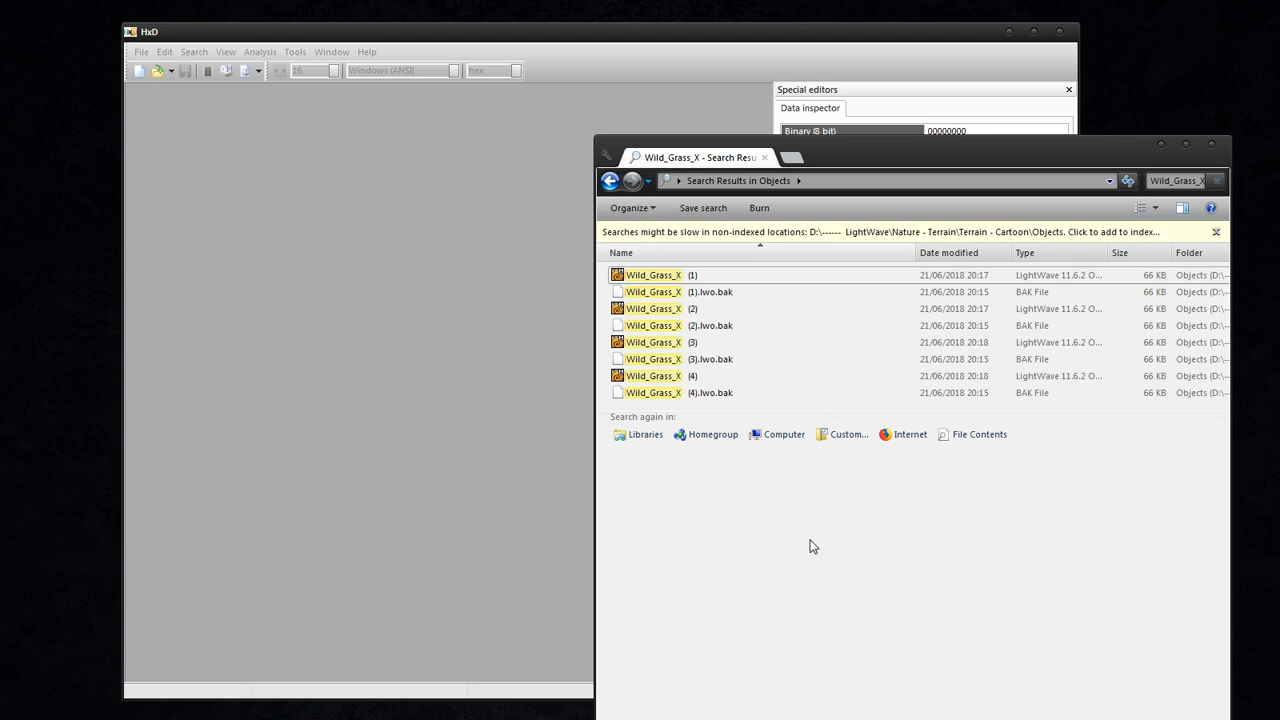 HxD
File Edit Search View Analysis Tools Window Help
16 Windows (ANSI) hex
Special editors
Data inspector
Binary (8 bit) 00000000
Wild_Grass_X - Search Resu
Search Results in Objects
Wild_Grass_X
Organize Save search Burn
Searches might be slow in non-indexed locations: D:\------ LightWave\Nature - Terrain\Terrain - Cartoon\Objects. Click to add to index...
Name Date modified Type Size Folder
Wild_Grass_X (1) 21/06/2018 20:17 LightWave 11.6.2 O... 66 KB Objects (D:\--
Wild_Grass_X (1).lwo.bak 21/06/2018 20:15 BAK File 66 KB Objects (D:\--
Wild_Grass_X (2) 21/06/2018 20:17 LightWave 11.6.2 O... 66 KB Objects (D:\--
Wild_Grass_X (2).lwo.bak 21/06/2018 20:15 BAK File 66 KB Objects (D:\--
Wild_Grass_X (3) 21/06/2018 20:18 LightWave 11.6.2 O... 66 KB Objects (D:\--
Wild_Grass_X (3).lwo.bak 21/06/2018 20:15 BAK File 66 KB Objects (D:\--
Wild_Grass_X (4) 21/06/2018 20:18 LightWave 11.6.2 O... 66 KB Objects (D:\--
Wild_Grass_X (4).lwo.bak 21/06/2018 20:15 BAK File 66 KB Objects (D:\--
Search again in:
Libraries Homegroup Computer Custom... Internet File Contents